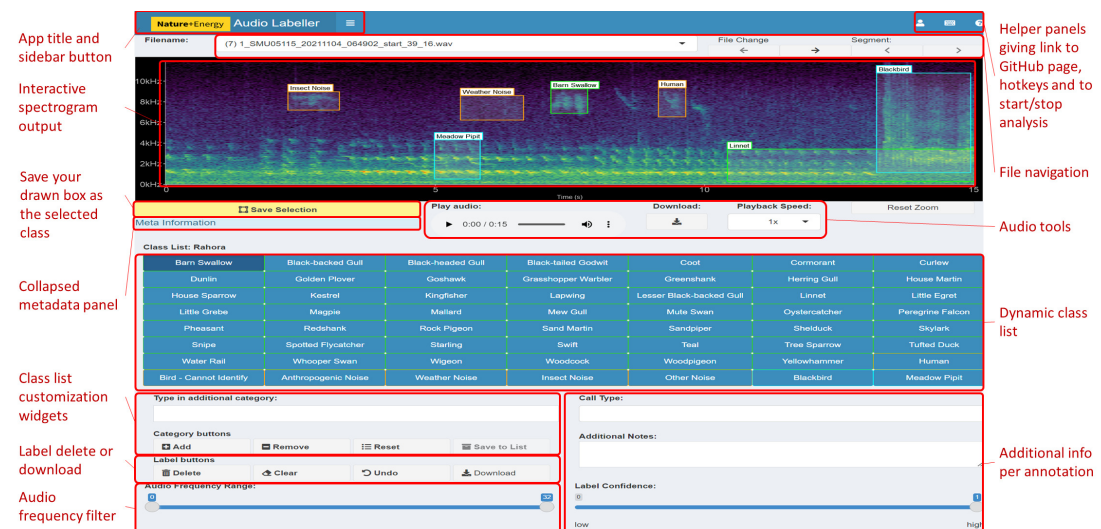 App title and
sidebar button
Interactive
spectrogram
output
Save your
drawn box as
the selected
class
Collapsed
metadata panel
Class list
customization
widgets
Label delete or
download
Audio
frequency filter
Nature+Energy Audio Labeller
Filename:
(7) 1_SMU05115_20211104_064902_start_39_16.wav
File Change
Segment:
← → < >
10kHz
8kHz
6kHz
4kHz
2kHz
0kHz
Insect Noise
Weather Noise
Barn Swallow
Human
Blackbird
Meadow Pipit
Linnet
0 5 10 15
Time (s)
Save Selection
Meta Information
Play audio:
0:00 / 0:15
Download:
Playback Speed:
1x
Reset Zoom
Class List: Rahora
Barn Swallow Black-backed Gull Black-headed Gull Black-tailed Godwit Coot Cormorant Curlew
Dunlin Golden Plover Goshawk Grasshopper Warbler Greenshank Herring Gull House Martin
House Sparrow Kestrel Kingfisher Lapwing Lesser Black-backed Gull Linnet Little Egret
Little Grebe Magpie Mallard Mew Gull Mute Swan Oystercatcher Peregrine Falcon
Pheasant Redshank Rock Pigeon Sand Martin Sandpiper Shelduck Skylark
Snipe Spotted Flycatcher Starling Swift Teal Tree Sparrow Tufted Duck
Water Rail Whooper Swan Wigeon Woodcock Woodpigeon Yellowhammer Human
Bird - Cannot Identify Anthropogenic Noise Weather Noise Insect Noise Other Noise Blackbird Meadow Pipit
Type in additional category:
Category buttons
Add Remove Reset Save to List
Label buttons
Delete Clear Undo Download
Audio Frequency Range:
0 32
Call Type:
Additional Notes:
Label Confidence:
0 1
low high
Helper panels
giving link to
GitHub page,
hotkeys and to
start/stop
analysis
File navigation
Audio tools
Dynamic class
list
Additional info
per annotation